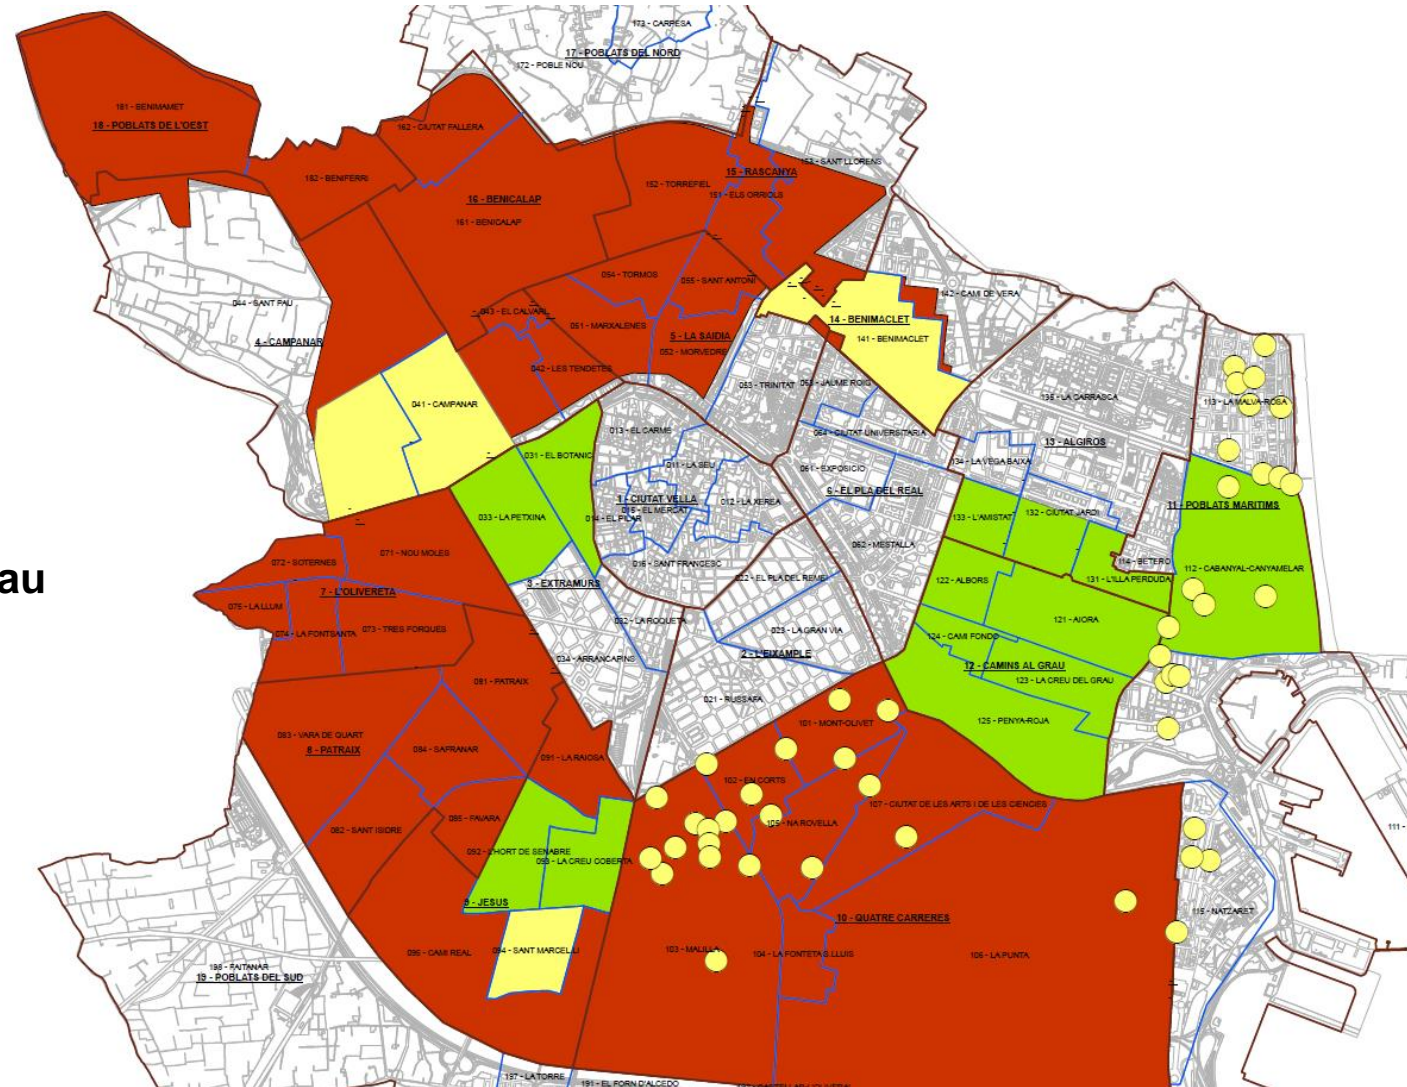 173 - CARPESA
17 - POBLATS DEL NORD
172 - POBLE NOU
181 - BENIMAMET
18 - POBLATS DE L'OEST
162 - CIUTAT FALLERA
153 - SANT LLORENS
182 - BENIFERRI
152 - TORREFIEL
15 - RASCANYA
151 - ELS ORRIOLS
16 - BENICALAP
161 - BENICALAP
054 - TORMOS
055 - SANT ANTONI
142 - CAMI DE VERA
044 - SANT PAU
043 - EL CALVARI
051 - MARXALENES
14 - BENIMACLET
4 - CAMPANAR
5 - LA SAIDIA
141 - BENIMACLET
052 - MORVEDRE
042 - LES TENDETES
053 - TRINITAT
063 - JAUME ROIG
135 - LA CARRASCA
113 - LA MALVA-ROSA
041 - CAMPANAR
013 - EL CARME
064 - CIUTAT UNIVERSITARIA
13 - ALGIROS
031 - EL BOTANIC
011 - LA SEU
061 - EXPOSICIO
134 - LA VEGA BAIXA
1 - CIUTAT VELLA
012 - LA XEREA
6 - EL PLA DEL REAL
015 - EL MERCAT
11 - POBLATS MARITIMS
033 - LA PETXINA
014 - EL PILAR
133 - L'AMISTAT
132 - CIUTAT JARDI
071 - NOU MOLES
062 - MESTALLA
072 - SOTERNES
016 - SANT FRANCESC
114 - BETERO
112 - CABANYAL-CANYAMELAR
au
3 - EXTRAMURS
022 - EL PLA DEL REMEI
122 - ALBORS
131 - L'ILLA PERDUDA
7 - L'OLIVERETA
075 - LA LLUM
032 - LA ROQUETA
121 - AIORA
074 - LA FONTSANTA
073 - TRES FORQUES
023 - LA GRAN VIA
124 - CAMI FONDO
2 - L'EIXAMPLE
034 - ARRANCAPINS
12 - CAMINS AL GRAU
081 - PATRAIX
123 - LA CREU DEL GRAU
021 - RUSSAFA
125 - PENYA-ROJA
101 - MONT-OLIVET
083 - VARA DE QUART
8 - PATRAIX
084 - SAFRANAR
091 - LA RAIOSA
102 - EN CORTS
107 - CIUTAT DE LES ARTS I DE LES CIENCIES
085 - FAVARA
105 - NA ROVELLA
082 - SANT ISIDRE
111 -
092 - L'HORT DE SENABRE
093 - LA CREU COBERTA
9 - JESUS
115 - NATZARET
10 - QUATRE CARRERES
095 - CAMI REAL
094 - SANT MARCEL.LI
103 - MALILLA
104 - LA FONTETA S.LLUIS
106 - LA PUNTA
198 - FAITANAR
19 - POBLATS DEL SUD
197 - LA TORRE
191 - EL FORN D'ALCEDO